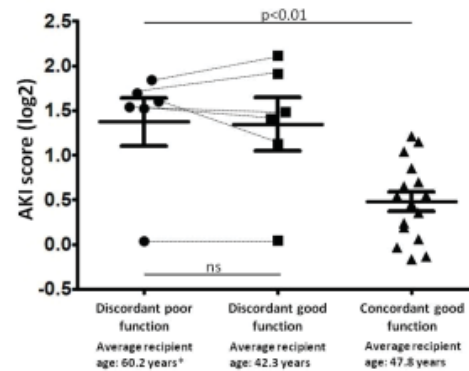 p<0.01
2.5
2.0
1.5
1.0
0.5
0.0
-0.5
AKI score (log2)
ns
Discordant poor function
Discordant good function
Concordant good function
Average recipient age: 60.2 years*
Average recipient age: 42.3 years
Average recipient age: 47.8 years